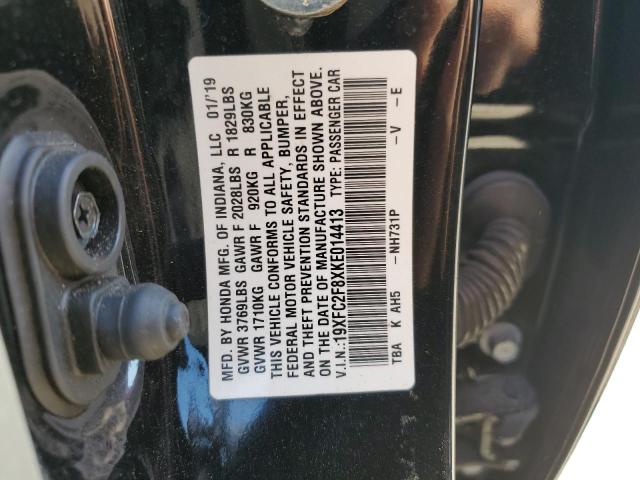 MFD. BY HONDA MFG. OF INDIANA, LLC 01/'19
GVWR 3769LBS GAWR F 2028LBS R 1829LBS
GVWR 1710KG GAWR F 920KG R 830KG
THIS VEHICLE CONFORMS TO ALL APPLICABLE
FEDERAL MOTOR VEHICLE SAFETY, BUMPER,
AND THEFT PREVENTION STANDARDS IN EFFECT
ON THE DATE OF MANUFACTURE SHOWN ABOVE.
V.I.N.:19XFC2F8XKE014413 TYPE: PASSENGER CAR
TBA K AH5 -NH731P -V -E